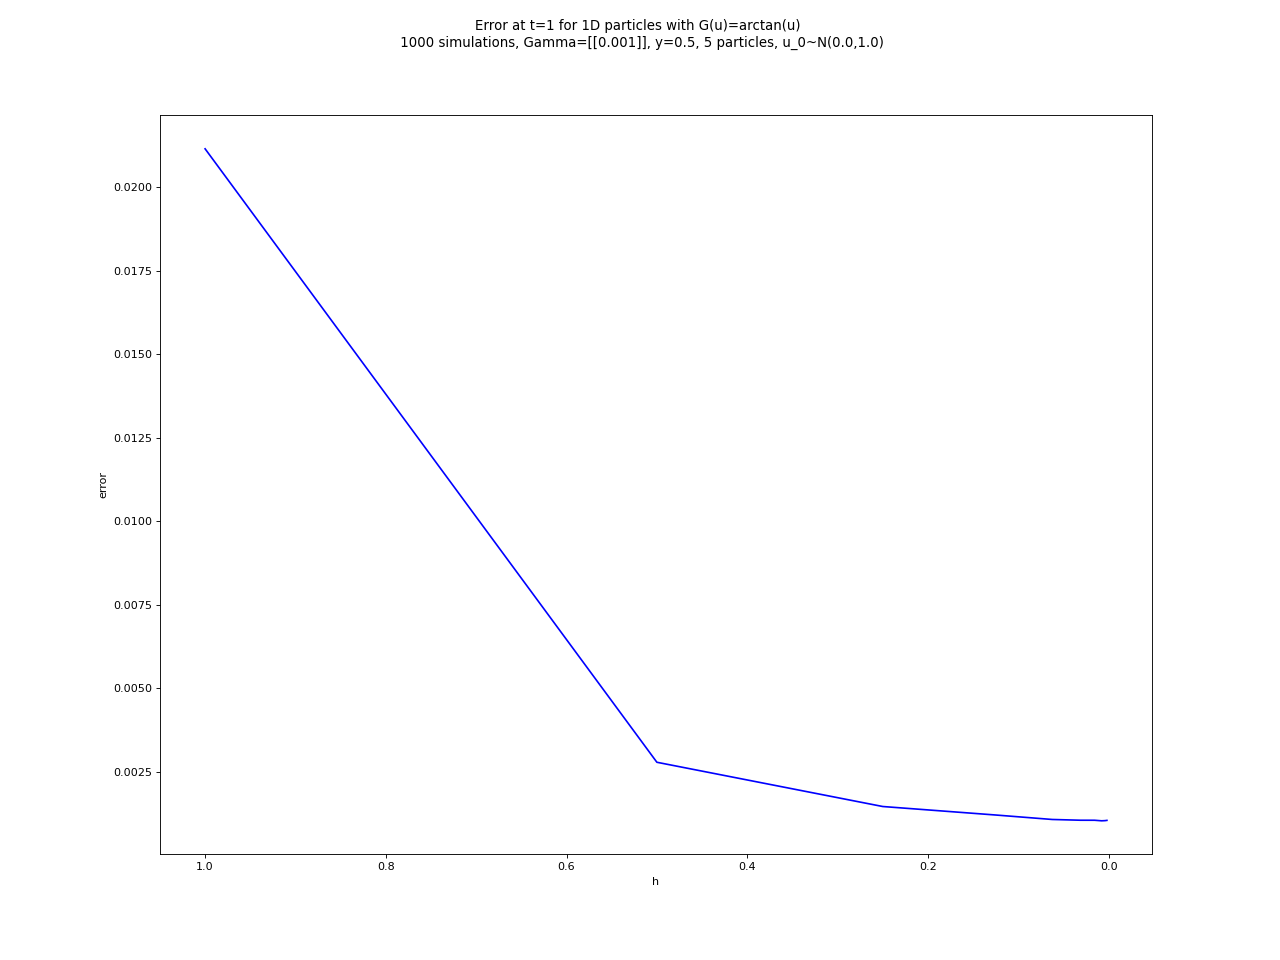 Error at t=1 for 1D particles with G(u)=arctan(u)
1000 simulations, Gamma=[[0.001]], y=0.5, 5 particles, u_0~N(0.0,1.0)
0.0200
0.0175
0.0150
0.0125
error
0.0100
0.0075
0.0050
0.0025
1.0 0.8 0.6 0.4 0.2 0.0
h